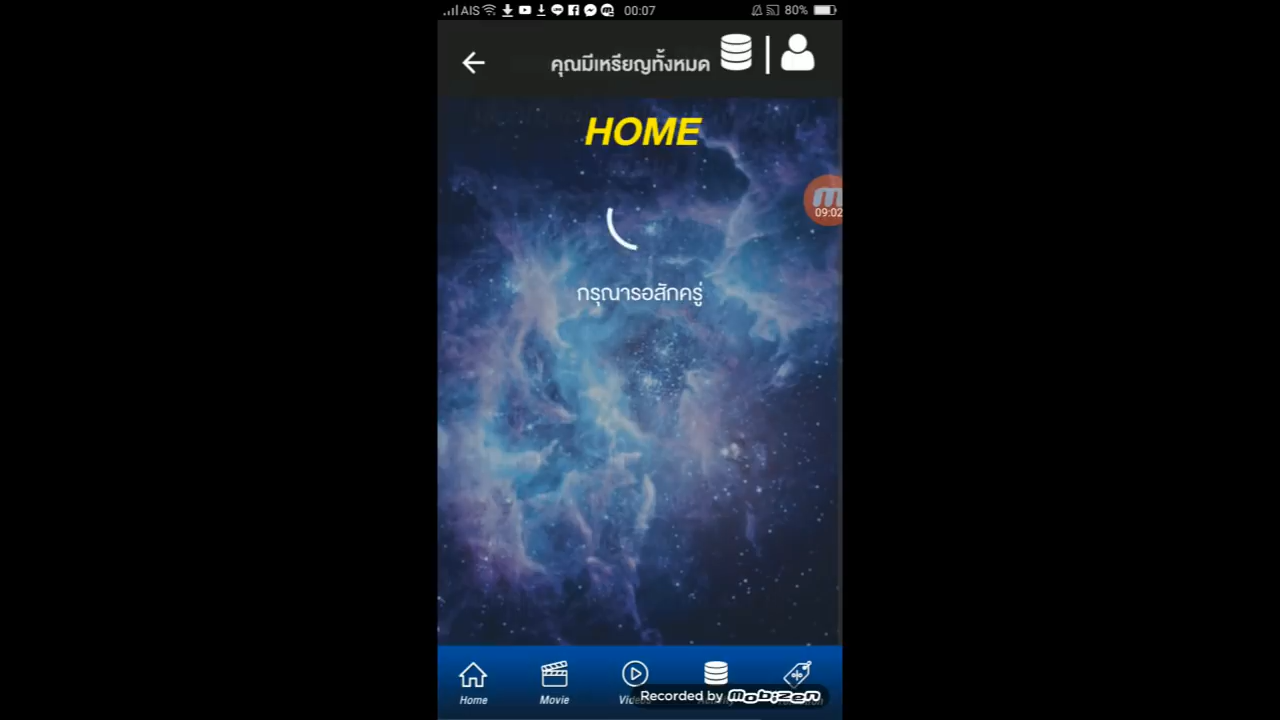 AIS 00:07 80%
คุณมีเหรียญทั้งหมด
HOME
09:02
กรุณารอสักครู่
Home Movie
Recorded by mobizen